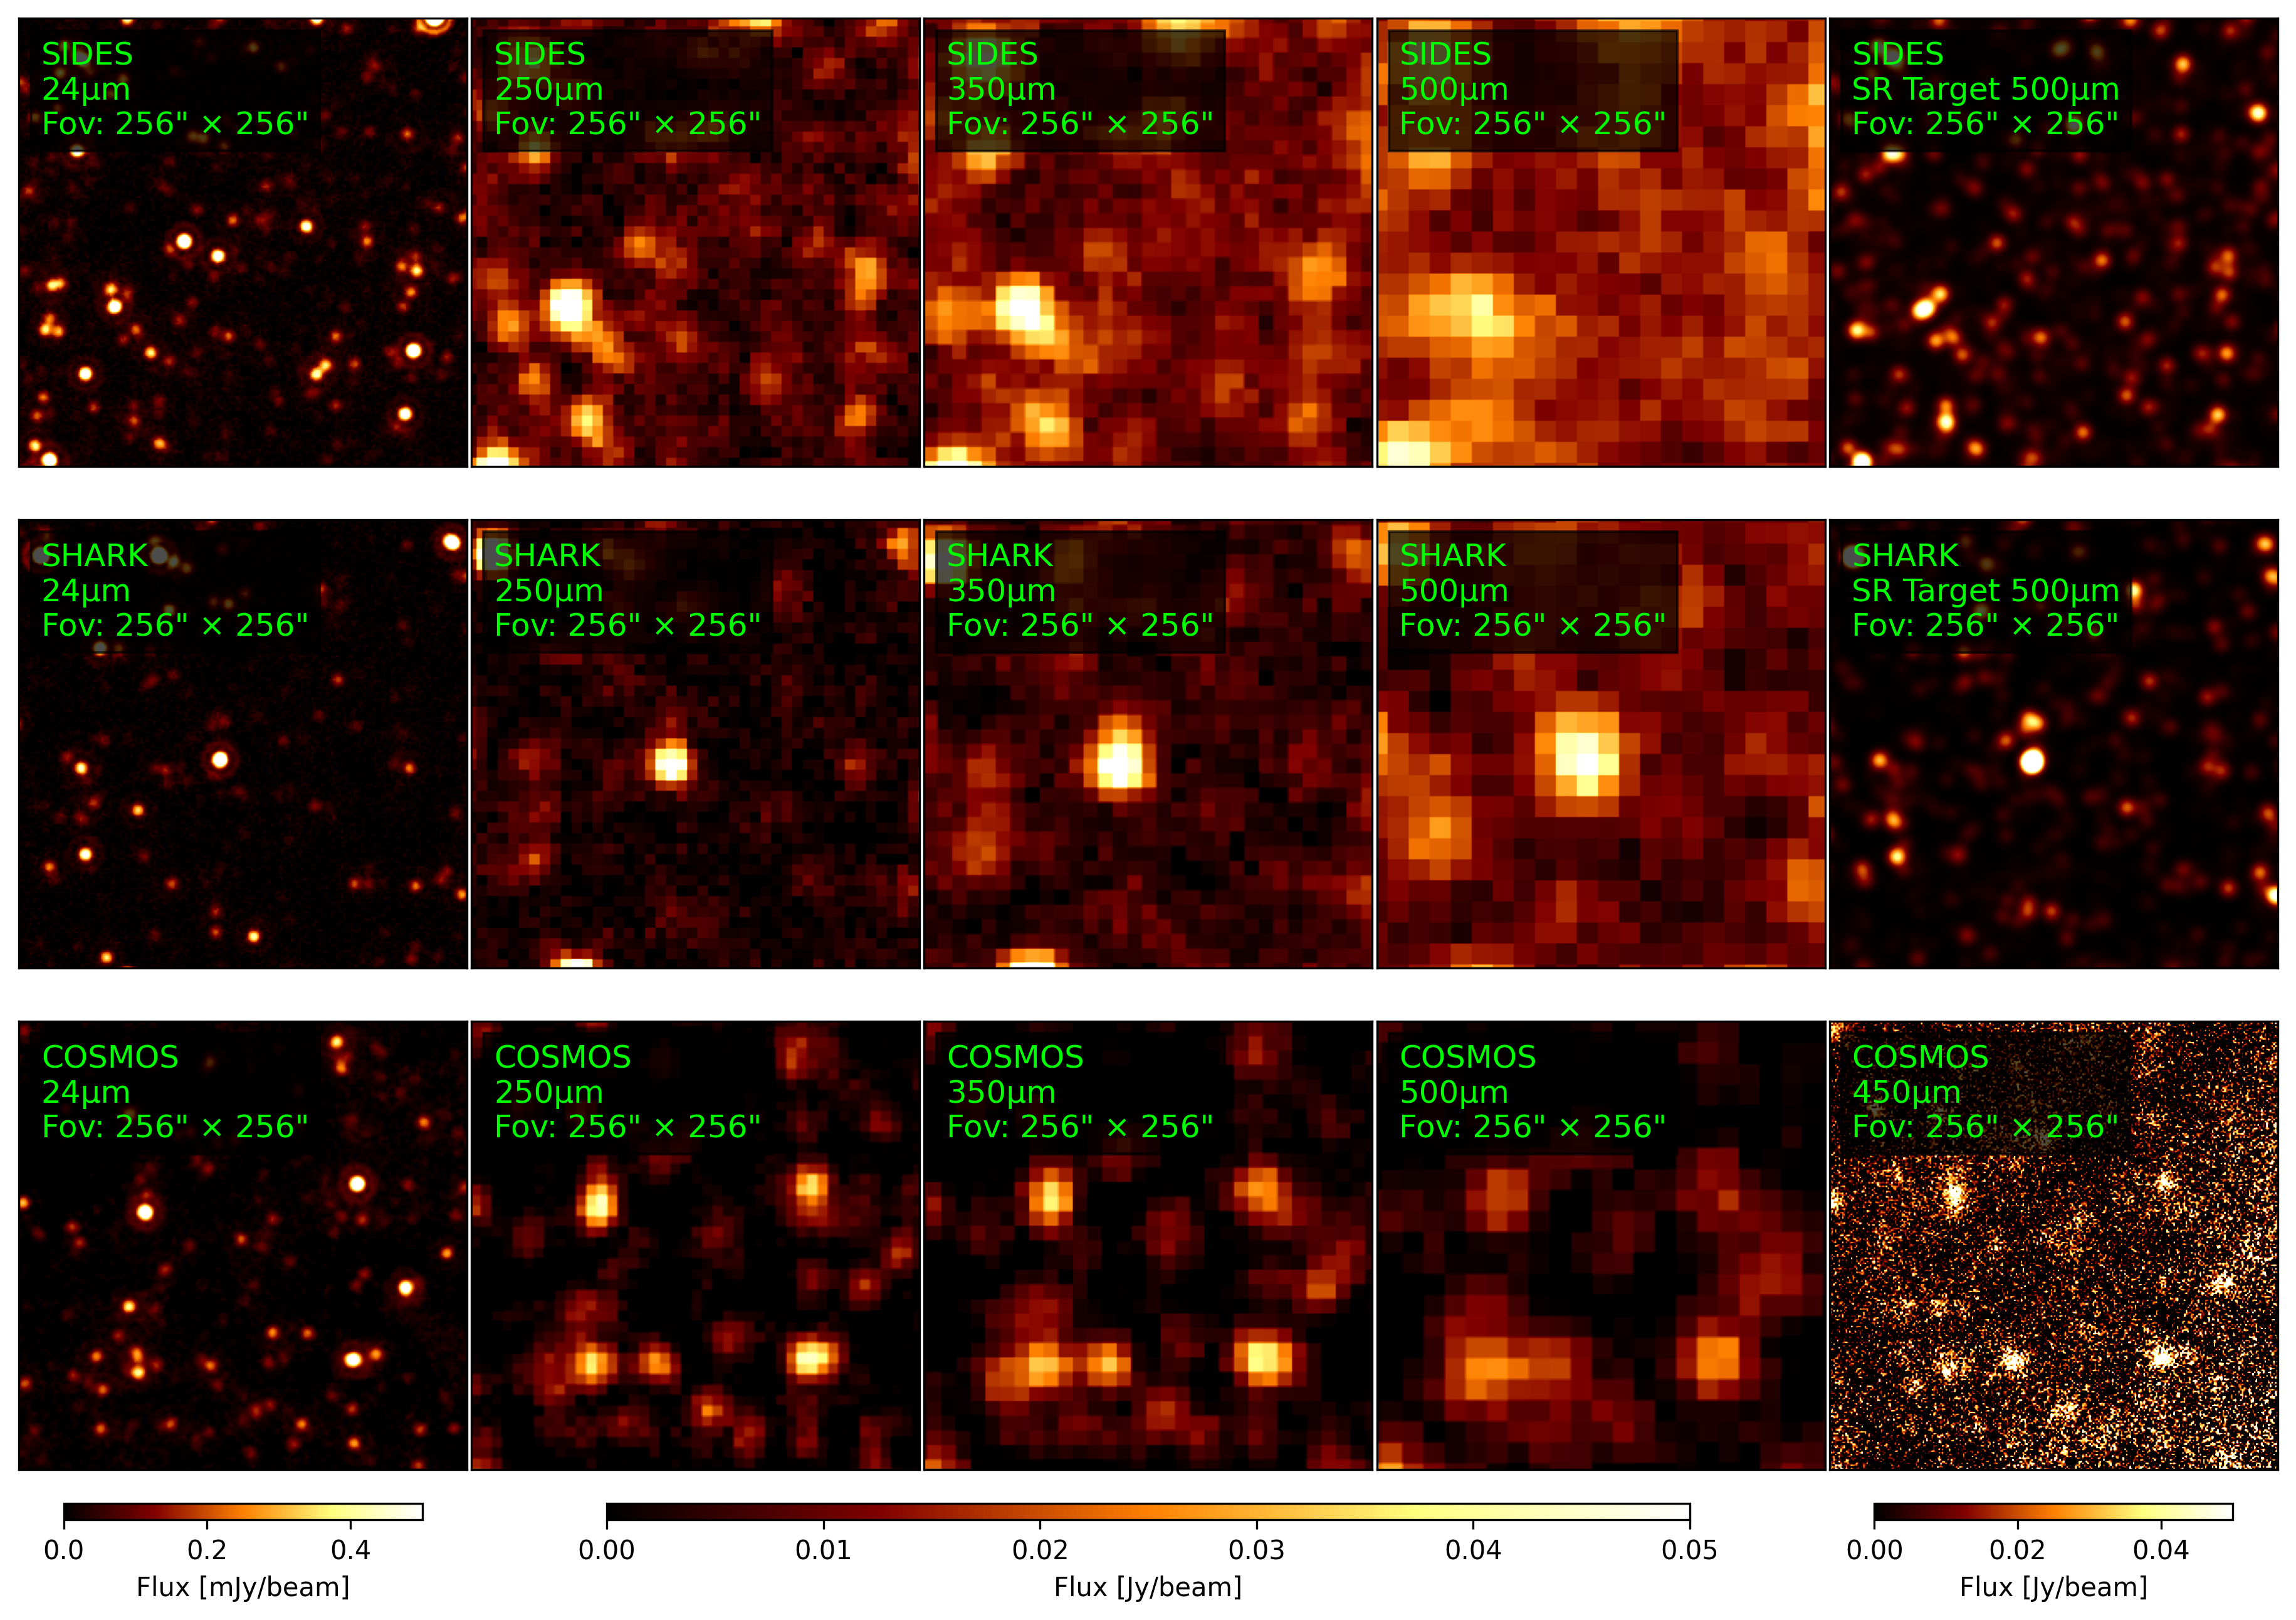 SIDES
24μm
Fov: 256" × 256"
SIDES
250μm
Fov: 256" × 256"
SIDES
350μm
Fov: 256" × 256"
SIDES
500μm
Fov: 256" × 256"
SIDES
SR Target 500μm
Fov: 256" × 256"
SHARK
24μm
Fov: 256" × 256"
SHARK
250μm
Fov: 256" × 256"
SHARK
350μm
Fov: 256" × 256"
SHARK
500μm
Fov: 256" × 256"
SHARK
SR Target 500μm
Fov: 256" × 256"
COSMOS
24μm
Fov: 256" × 256"
COSMOS
250μm
Fov: 256" × 256"
COSMOS
350μm
Fov: 256" × 256"
COSMOS
500μm
Fov: 256" × 256"
COSMOS
450μm
Fov: 256" × 256"
0.0 0.2 0.4
Flux [mJy/beam]
0.00 0.01 0.02 0.03 0.04 0.05
Flux [Jy/beam]
0.00 0.02 0.04
Flux [Jy/beam]